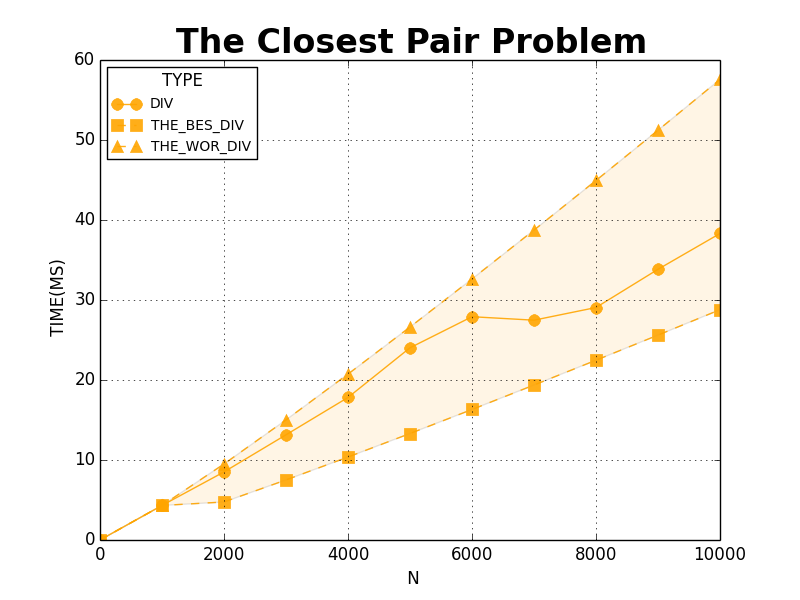 The Closest Pair Problem
60
50
40
30
20
10
0
TIME(MS)
TYPE
DIV
THE_BES_DIV
THE_WOR_DIV
0 2000 4000 6000 8000 10000
N